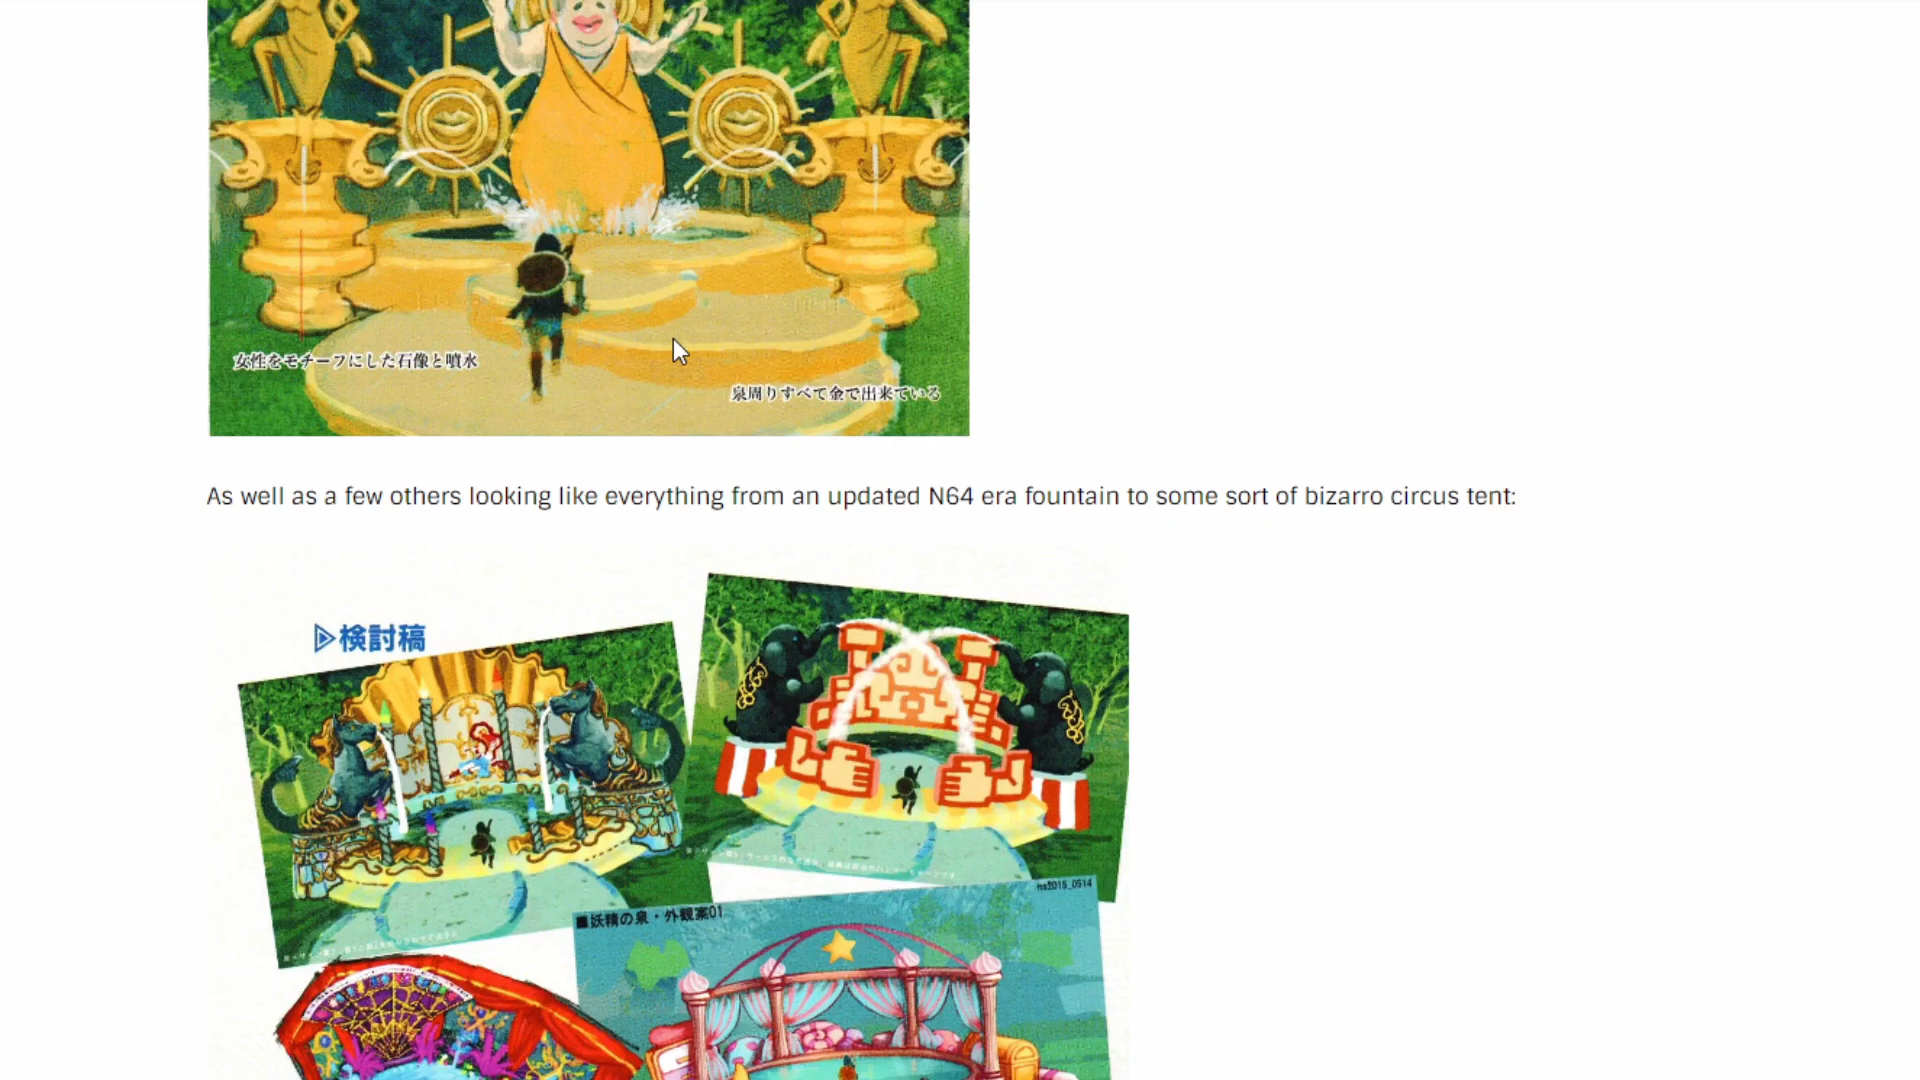 女性をモチーフにした石像と噴水
泉周りすべて金で出来ている
As well as a few others looking like everything from an updated N64 era fountain to some sort of bizarro circus tent:
検討稿
ns2015_0514
■妖精の泉・外観案01